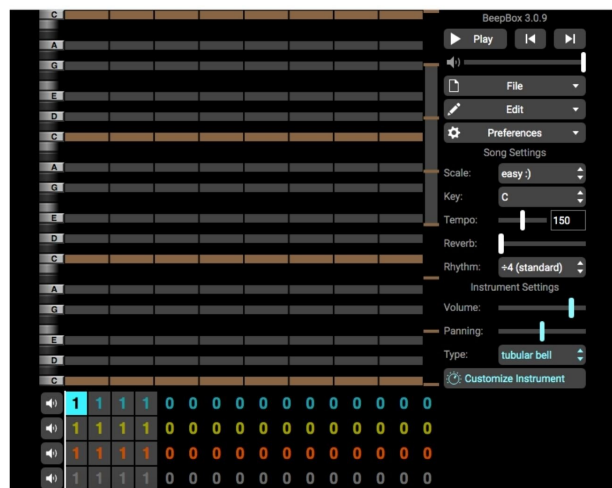 BeepBox 3.0.9
Play
File
Edit
Preferences
Song Settings
Scale: easy :)
Key: C
Tempo: 150
Reverb:
Rhythm: ÷4 (standard)
Instrument Settings
Volume:
Panning:
Type: tubular bell
Customize Instrument
C
A
G
E
D
C
A
G
E
D
C
A
G
E
D
C
1 1 1 1 0 0 0 0 0 0 0 0 0 0 0 0
1 1 1 1 0 0 0 0 0 0 0 0 0 0 0 0
1 1 1 1 0 0 0 0 0 0 0 0 0 0 0 0
1 1 1 1 0 0 0 0 0 0 0 0 0 0 0 0